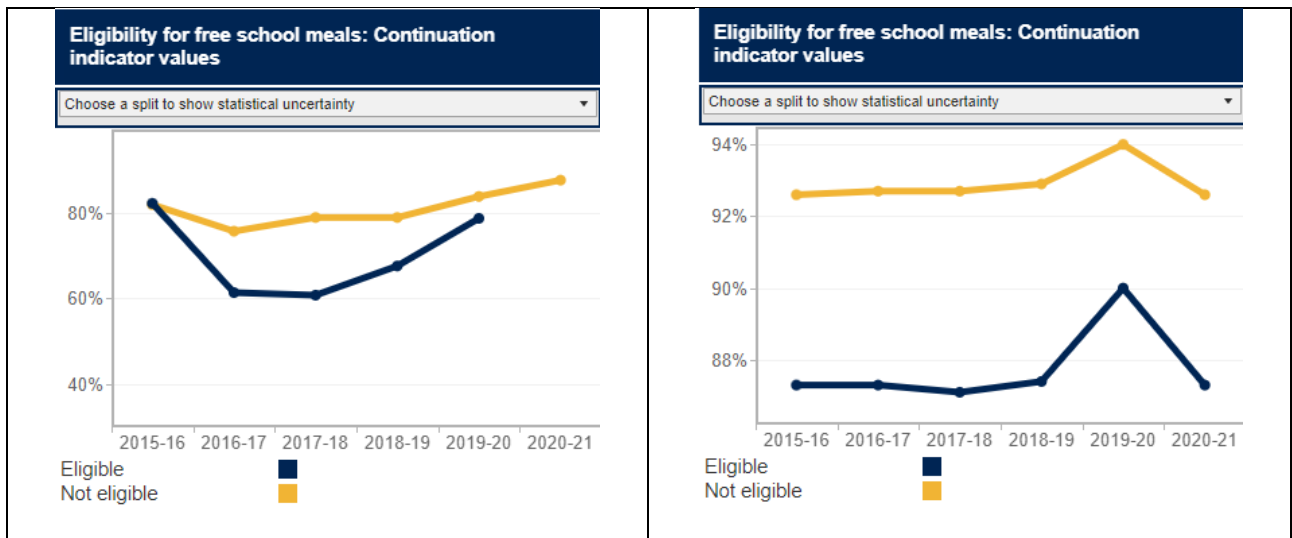 Eligibility for free school meals: Continuation
indicator values
Choose a split to show statistical uncertainty
80%
60%
40%
2015-16 2016-17 2017-18 2018-19 2019-20 2020-21
Eligible
Not eligible
Eligibility for free school meals: Continuation
indicator values
Choose a split to show statistical uncertainty
94%
92%
90%
88%
2015-16 2016-17 2017-18 2018-19 2019-20 2020-21
Eligible
Not eligible